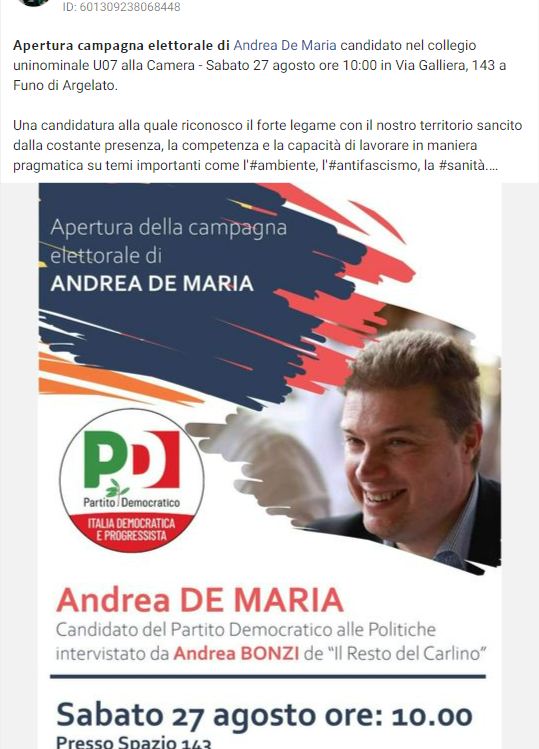 ID: 601309238068448
Apertura campagna elettorale di Andrea De Maria candidato nel collegio
uninominale U07 alla Camera - Sabato 27 agosto ore 10:00 in Via Galliera, 143 a
Funo di Argelato.
Una candidatura alla quale riconosco il forte legame con il nostro territorio sancito
dalla costante presenza, la competenza e la capacità di lavorare in maniera
pragmatica su temi importanti come l'#ambiente, l'#antifascismo, la #sanità....
Apertura della campagna
elettorale di
ANDREA DE MARIA
PD
Partito Democratico
ITALIA DEMOCRATICA
E PROGRESSISTA
Andrea DE MARIA
Candidato del Partito Democratico alle Politiche
intervistato da Andrea BONZI de “Il Resto del Carlino”
Sabato 27 agosto ore: 10.00
Presso Spazio 143